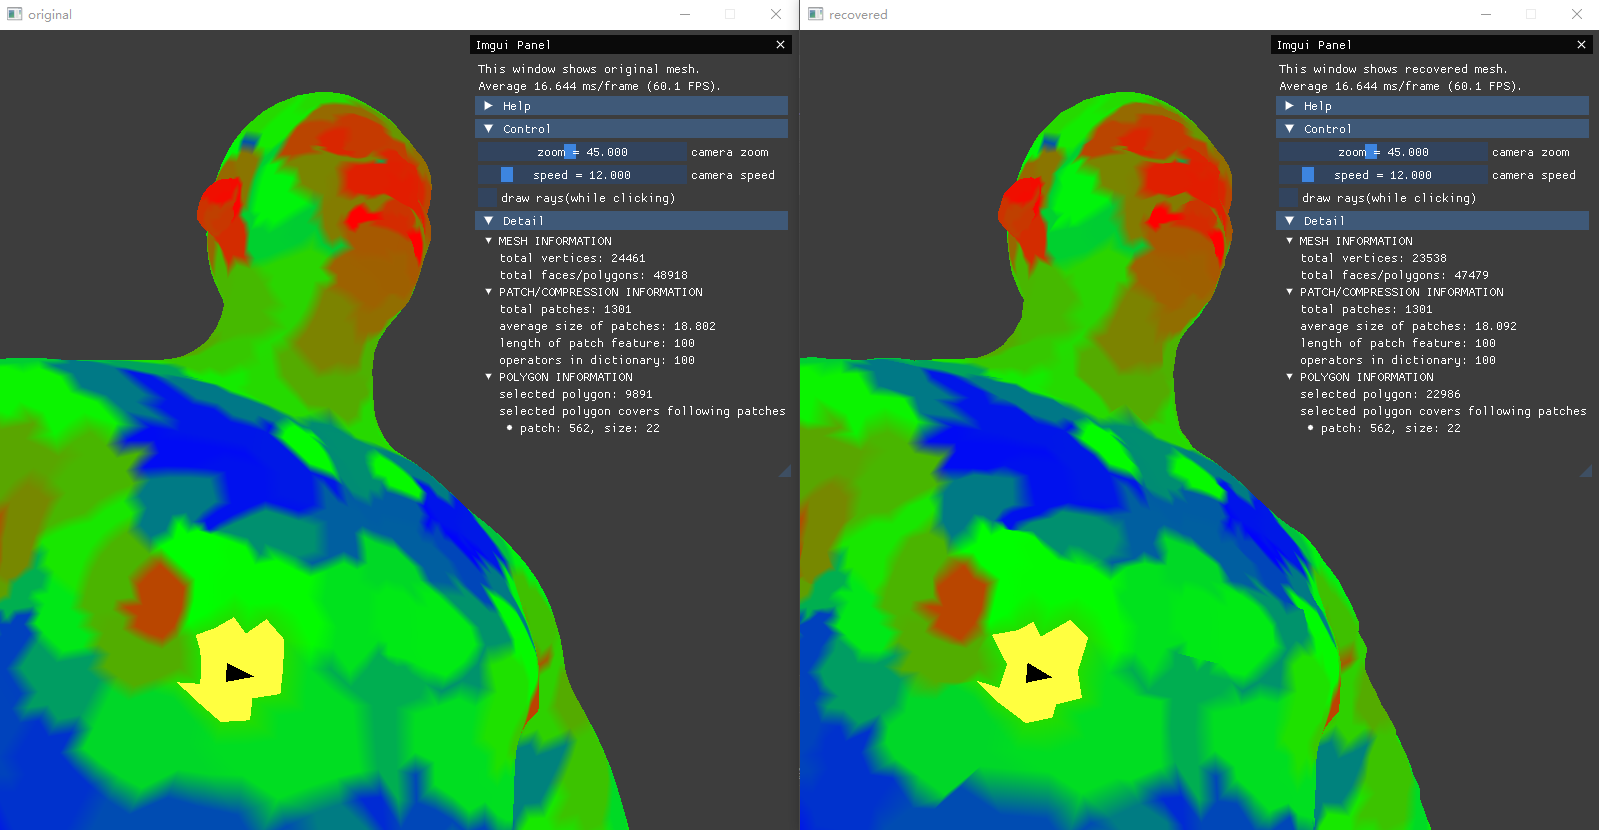 original
Imgui Panel
This window shows original mesh.
Average 16.644 ms/frame (60.1 FPS).
Help
Control
zoom = 45.000 camera zoom
speed = 12.000 camera speed
draw rays(while clicking)
Detail
MESH INFORMATION
total vertices: 24461
total faces/polygons: 48918
PATCH/COMPRESSION INFORMATION
total patches: 1301
average size of patches: 18.802
length of patch feature: 100
operators in dictionary: 100
POLYGON INFORMATION
selected polygon: 9891
selected polygon covers following patches
patch: 562, size: 22
recovered
Imgui Panel
This window shows recovered mesh.
Average 16.644 ms/frame (60.1 FPS).
Help
Control
zoom = 45.000 camera zoom
speed = 12.000 camera speed
draw rays(while clicking)
Detail
MESH INFORMATION
total vertices: 23538
total faces/polygons: 47479
PATCH/COMPRESSION INFORMATION
total patches: 1301
average size of patches: 18.092
length of patch feature: 100
operators in dictionary: 100
POLYGON INFORMATION
selected polygon: 22986
selected polygon covers following patches
patch: 562, size: 22